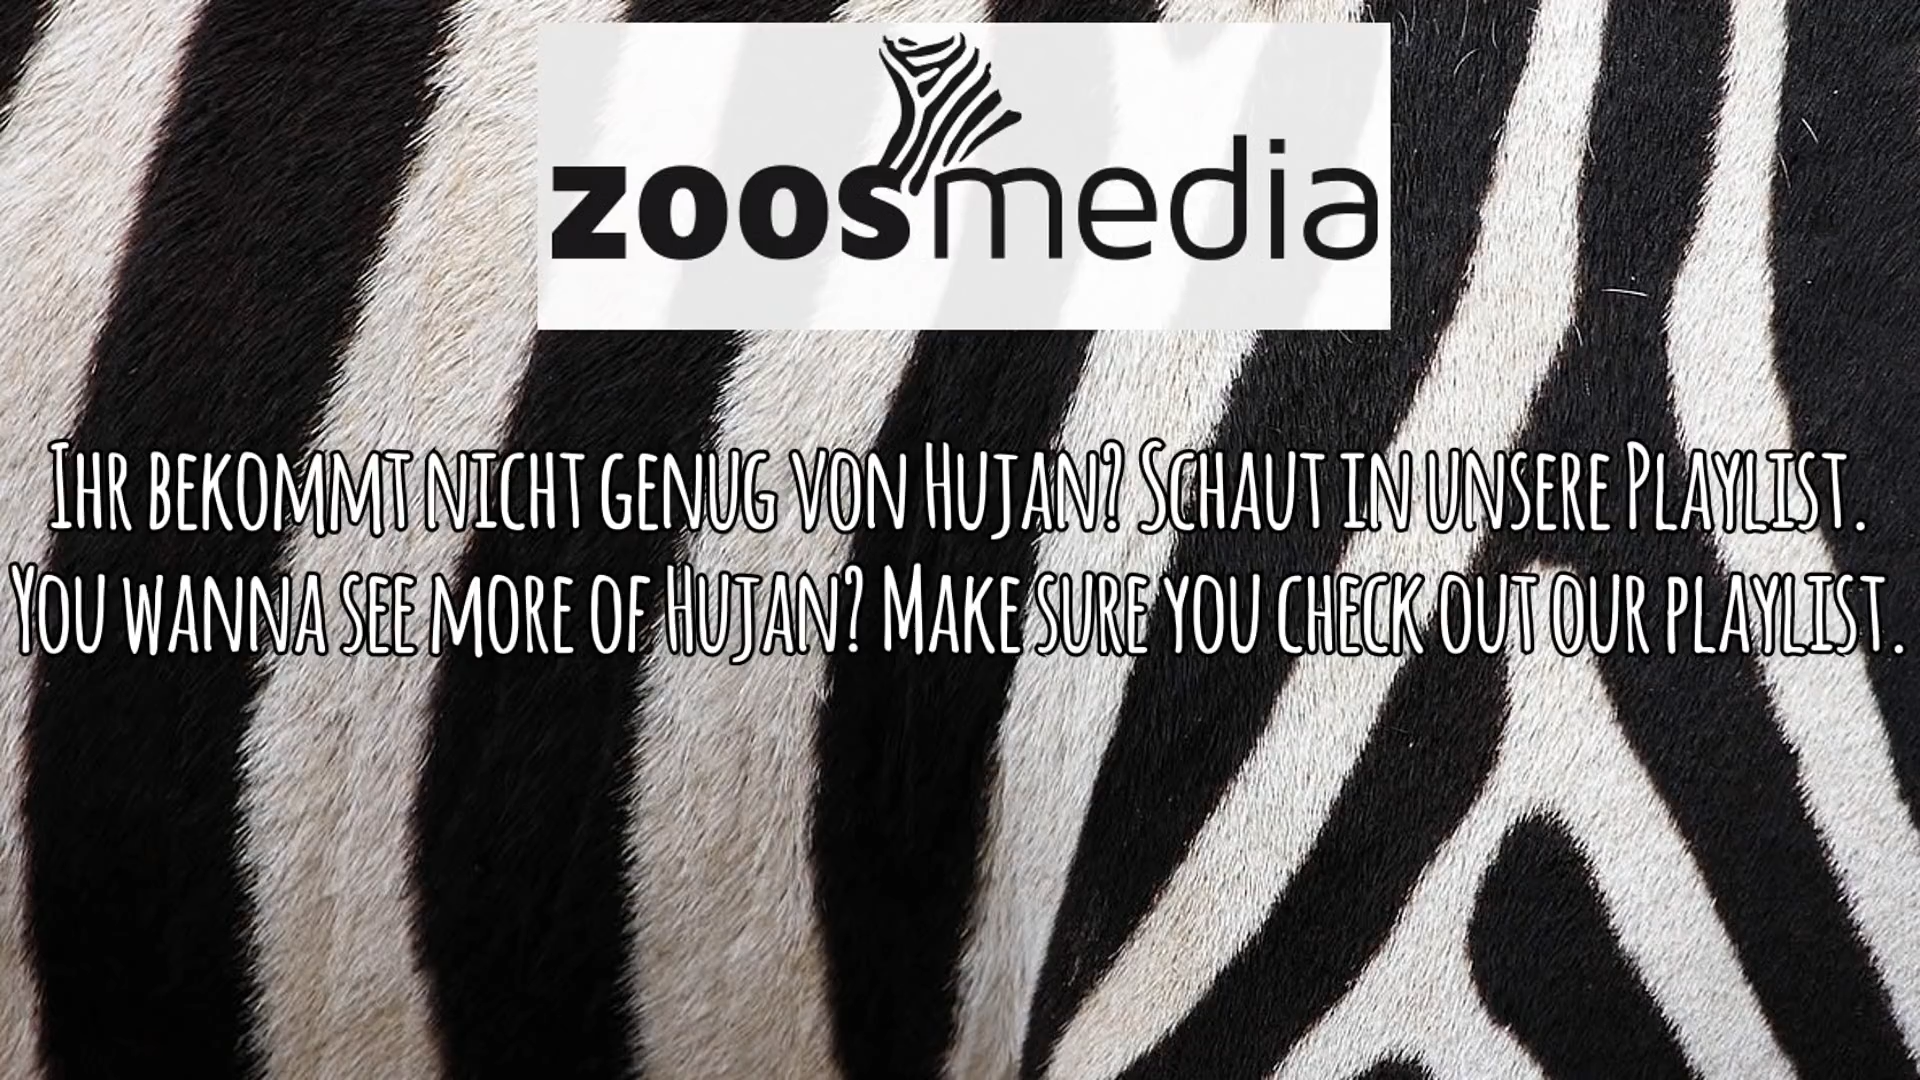 zoosmedia
Ihr bekommt nicht genug von Hujan? Schaut in unsere Playlist.
You wanna see more of Hujan? Make sure you check out our playlist.